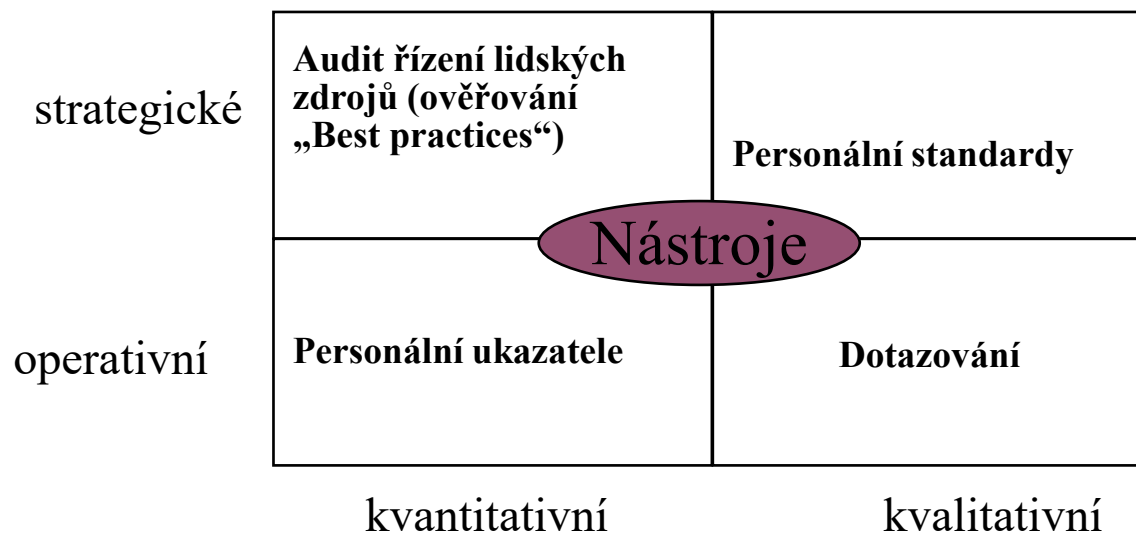 Audit řízení lidských
zdrojů (ověřování
„Best practices“)
strategické
Personální standardy
Nástroje
operativní
Personální ukazatele
Dotazování
kvantitativní
kvalitativní